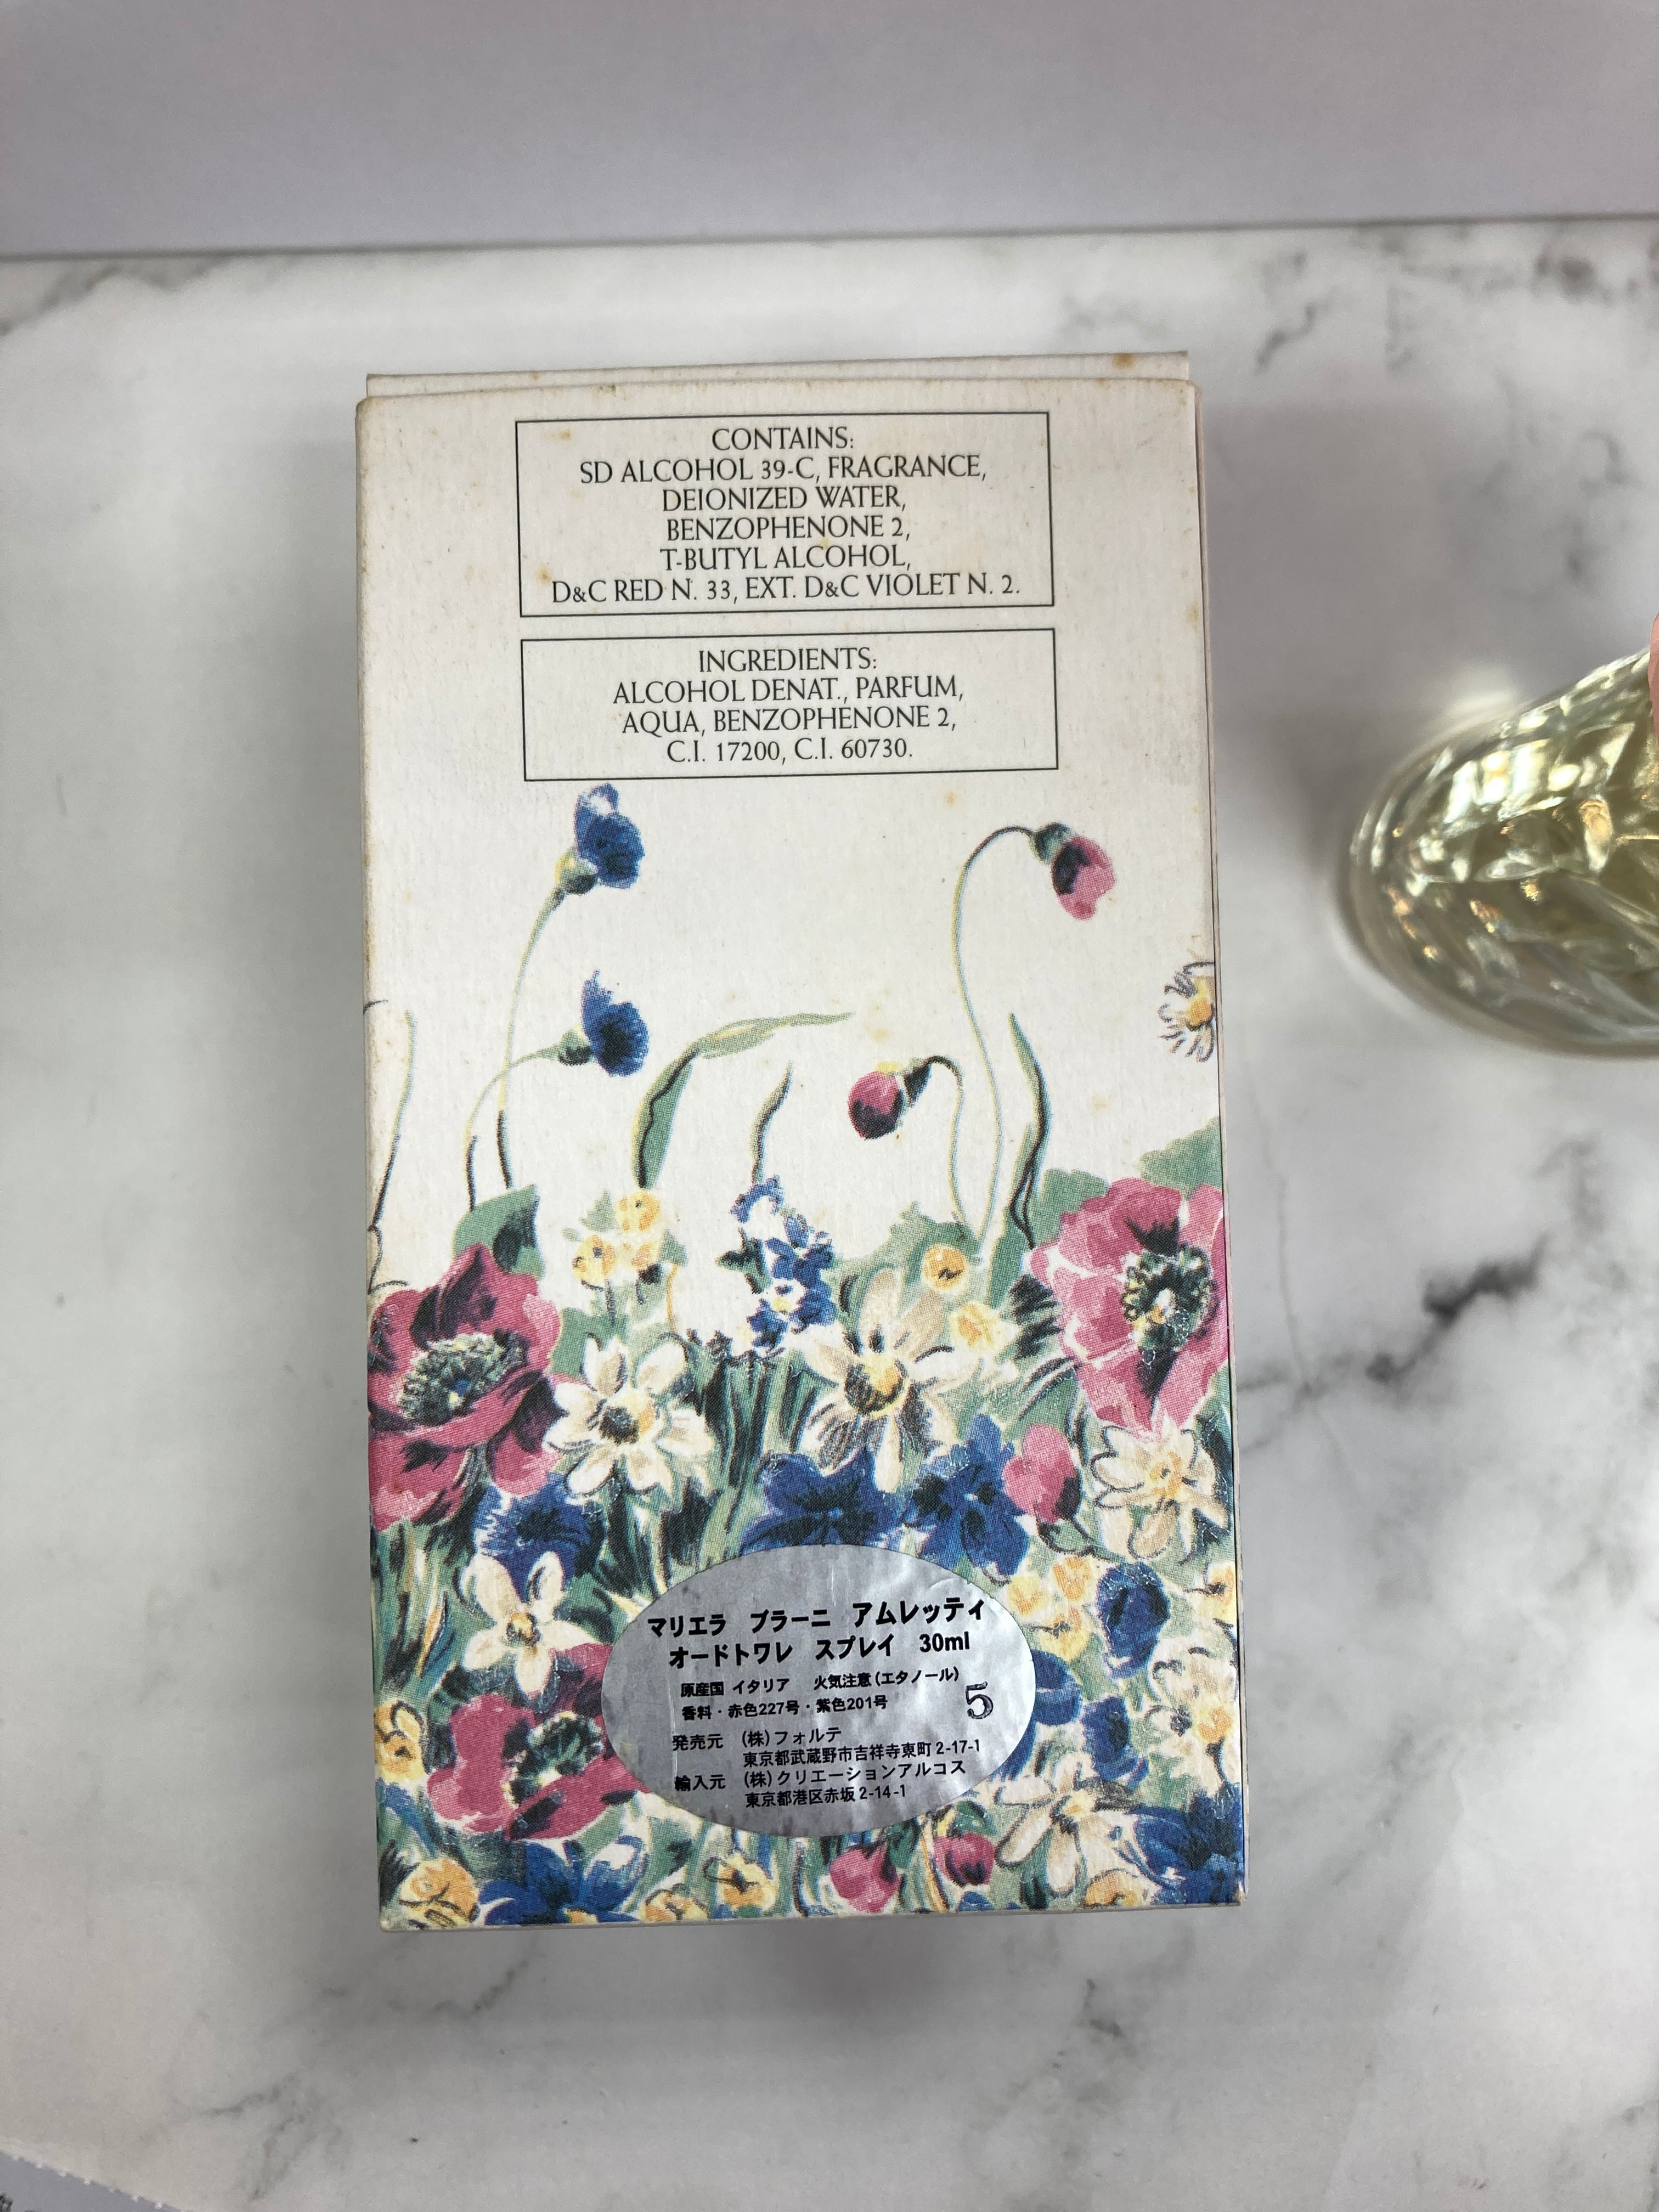 CONTAINS:
SD ALCOHOL 39-C, FRAGRANCE,
DEIONIZED WATER,
BENZOPHENONE 2,
T-BUTYL ALCOHOL,
D&C RED N. 33, EXT. D&C VIOLET N. 2.
INGREDIENTS:
ALCOHOL DENAT., PARFUM,
AQUA, BENZOPHENONE 2,
C.I. 17200, C.I. 60730.
マリエラ ブラーニ アムレッティ
オードトワレ スプレイ 30ml
原産国 イタリア 火気注意(エタノール)
香料・赤色227号・紫色201号 5
発売元 (株)フォルテ
東京都武蔵野市吉祥寺東町2-17-1
輸入元 (株)クリエーションアルコス
東京都港区赤坂2-14-1